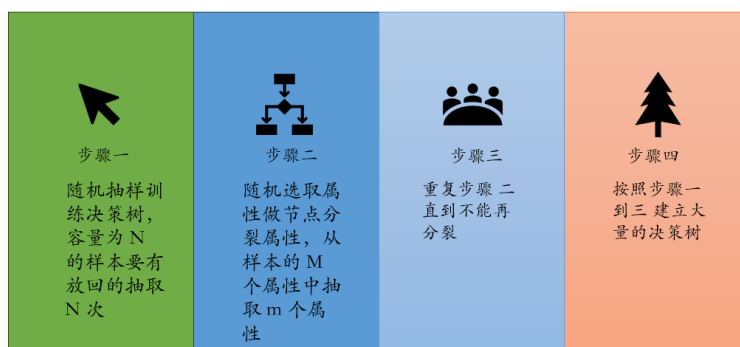 步骤一
随机抽样训
练决策树,
容量为 N
的样本要有
放回的抽取
N 次
步骤二
随机选取属
性做节点分
裂属性，从
样本的 M
个属性中抽
取 m 个属
性
步骤三
重复步骤 二
直到不能再
分裂
步骤四
按照步骤一
到三 建立大
量的决策树